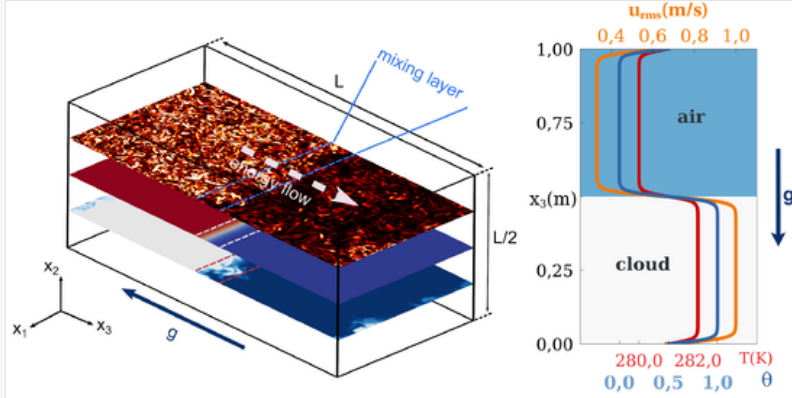 L
mixing layer
energy flow
L/2
x2
x1
x3
g
u_rms(m/s)
0,4 0,6 0,8 1,0
1,00
air
0,75
x3(m)
g
cloud
0,25
0,00
280,0 282,0 T(K)
0,0 0,5 1,0 θ